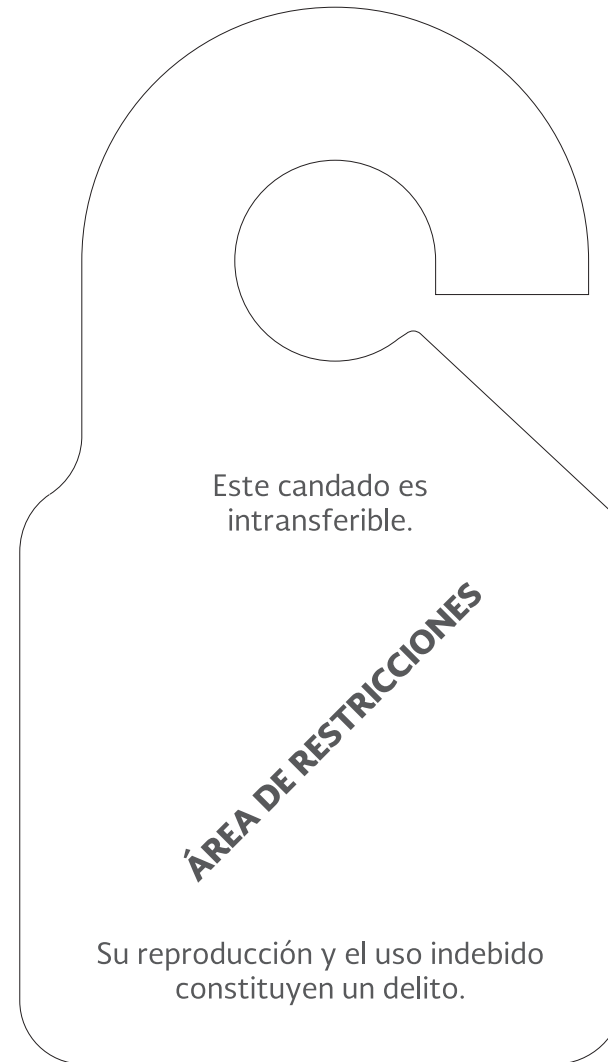 Este candado es
intransferible.
ÁREA DE RESTRICCIONES
Su reproducción y el uso indebido
constituyen un delito.